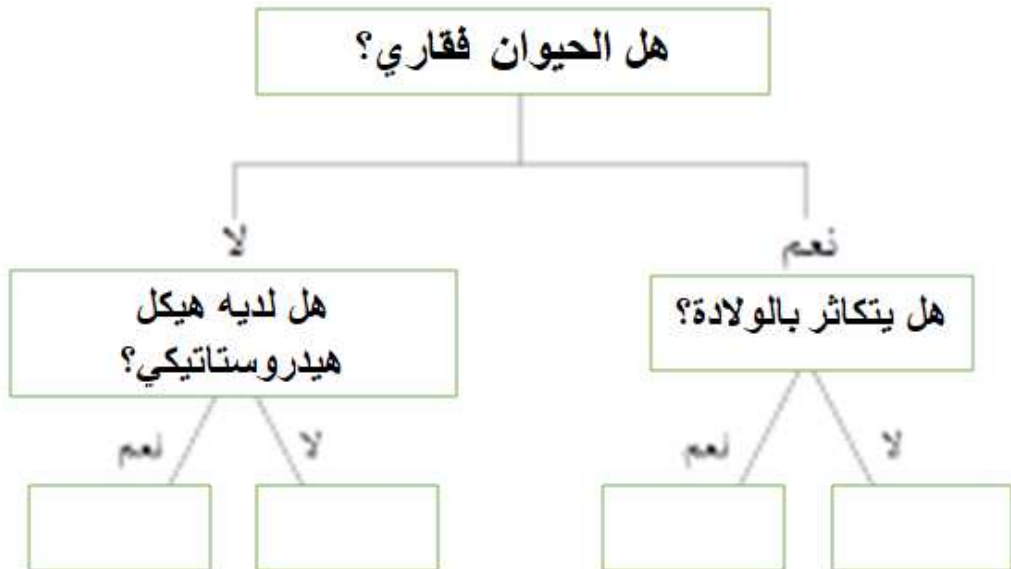 هل الحيوان فقاري؟
نعم
لا
هل يتكاثر بالولادة؟
هل لديه هيكل
هيدروستاتيكي؟
لا
نعم
لا
نعم